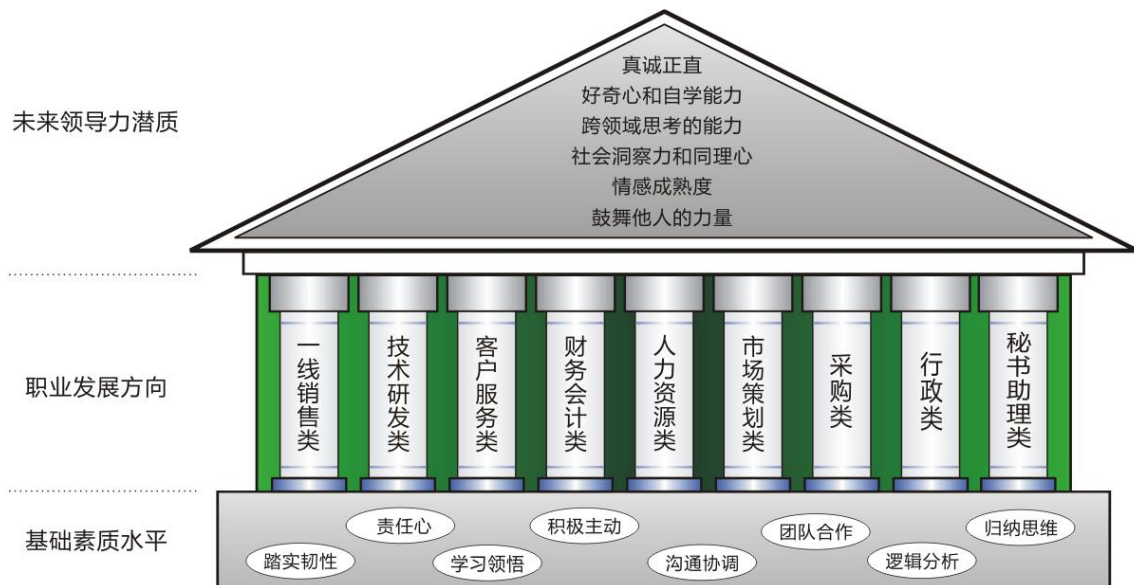 真诚正直
好奇心和自学能力
跨领域思考的能力
社会洞察力和同理心
情感成熟度
鼓舞他人的力量
未来领导力潜质
职业发展方向
一线销售类
技术研发类
客户服务类
财务会计类
人力资源类
市场策划类
采购类
行政类
秘书助理类
基础素质水平
踏实韧性
责任心
学习领悟
积极主动
沟通协调
团队合作
逻辑分析
归纳思维